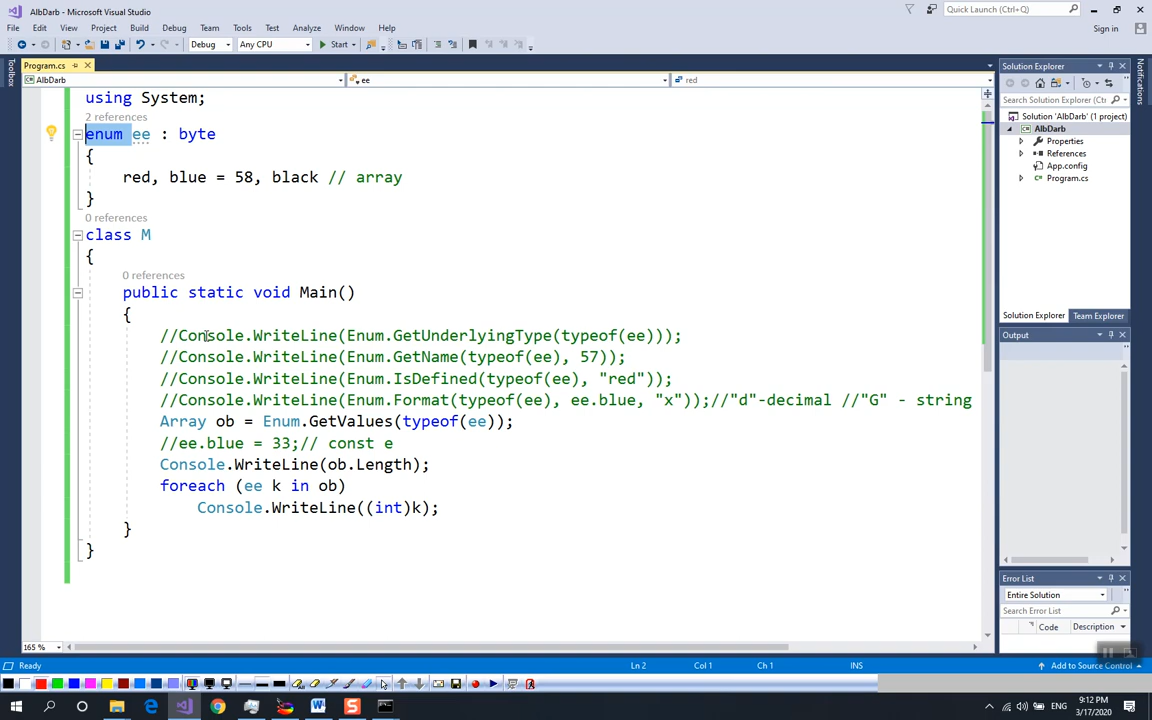 AlbDarb - Microsoft Visual Studio
Quick Launch (Ctrl+Q)
File Edit View Project Build Debug Team Tools Test Analyze Window Help
Sign in
Debug Any CPU Start
Program.cs
AlbDarb ee red
Toolbox
Notifications
using System;
2 references
enum ee : byte
{
red, blue = 58, black // array
}
0 references
class M
{
0 references
public static void Main()
{
//Console.WriteLine(Enum.GetUnderlyingType(typeof(ee)));
//Console.WriteLine(Enum.GetName(typeof(ee), 57));
//Console.WriteLine(Enum.IsDefined(typeof(ee), "red"));
//Console.WriteLine(Enum.Format(typeof(ee), ee.blue, "x"));//"d"-decimal //"G" - string
Array ob = Enum.GetValues(typeof(ee));
//ee.blue = 33;// const e
Console.WriteLine(ob.Length);
foreach (ee k in ob)
Console.WriteLine((int)k);
}
}
Solution Explorer
Search Solution Explorer (Ctrl
Solution 'AlbDarb' (1 project)
AlbDarb
Properties
References
App.config
Program.cs
Solution Explorer Team Explorer
Output
Error List
Entire Solution
Search Error List
Code Description
165 %
Ready
Ln 2 Col 1 Ch 1 INS
Add to Source Control
ENG
9:12 PM
3/17/2020